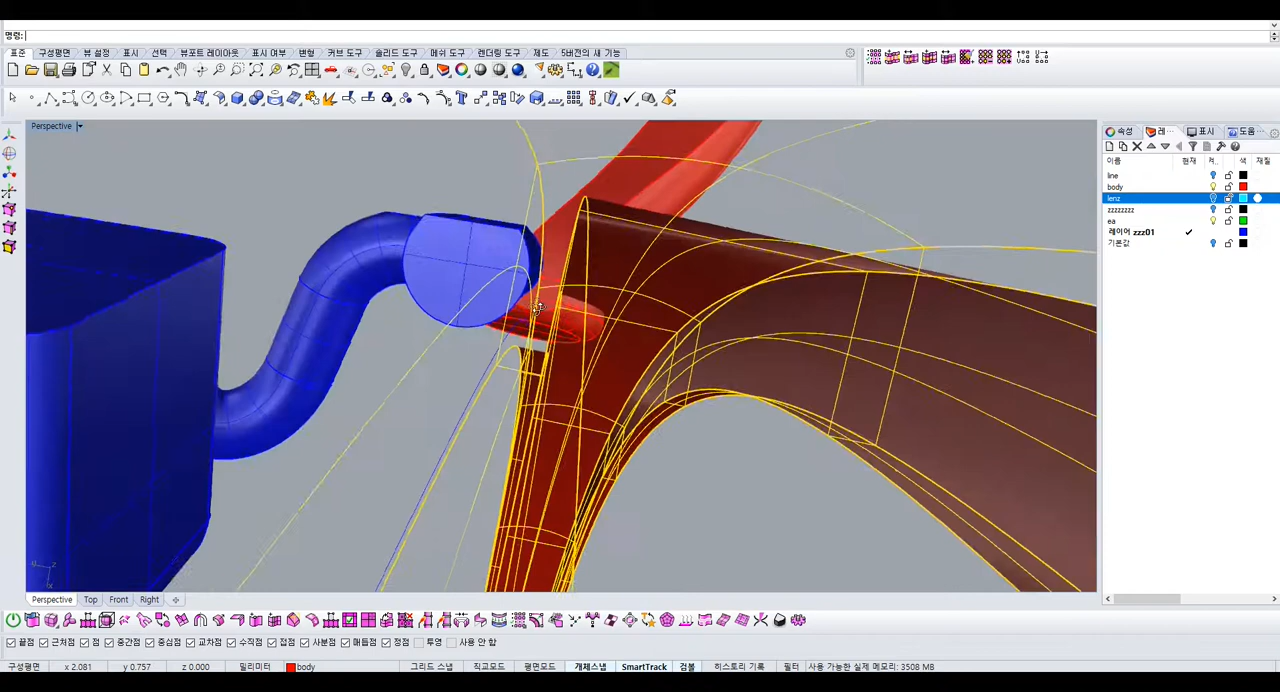 명령:
표준 구성평면 뷰 설정 표시 선택 뷰포트 레이아웃 표시 여부 변형 커브 도구 솔리드 도구 메쉬 도구 렌더링 도구 제도 5버전의 새 기능
Perspective
속성 레... 표시 도움...
이름 현재 켜.. 색 재질
line
body
lenz
zzzzzzzz
ea
레이어 zzz01
기본값
Perspective Top Front Right
끝점 근처점 점 중간점 중심점 교차점 수직점 접점 사분점 매듭점 정점 투영 사용 안 함
구성평면 x 2.081 y 0.757 z 0.000 밀리미터 body 그리드 스냅 직교모드 평면모드 개체스냅 SmartTrack 검볼 히스토리 기록 필터 사용 가능한 실제 메모리: 3508 MB